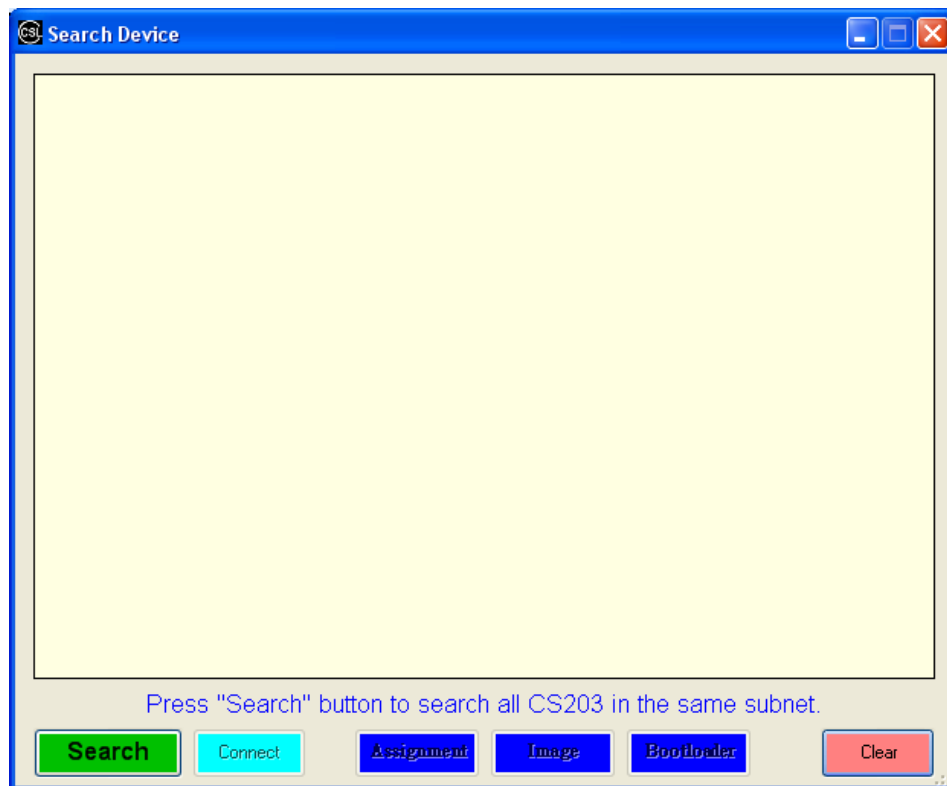 CSL Search Device
Press "Search" button to search all CS203 in the same subnet.
Search Connect Assignment Image Bootloader Clear